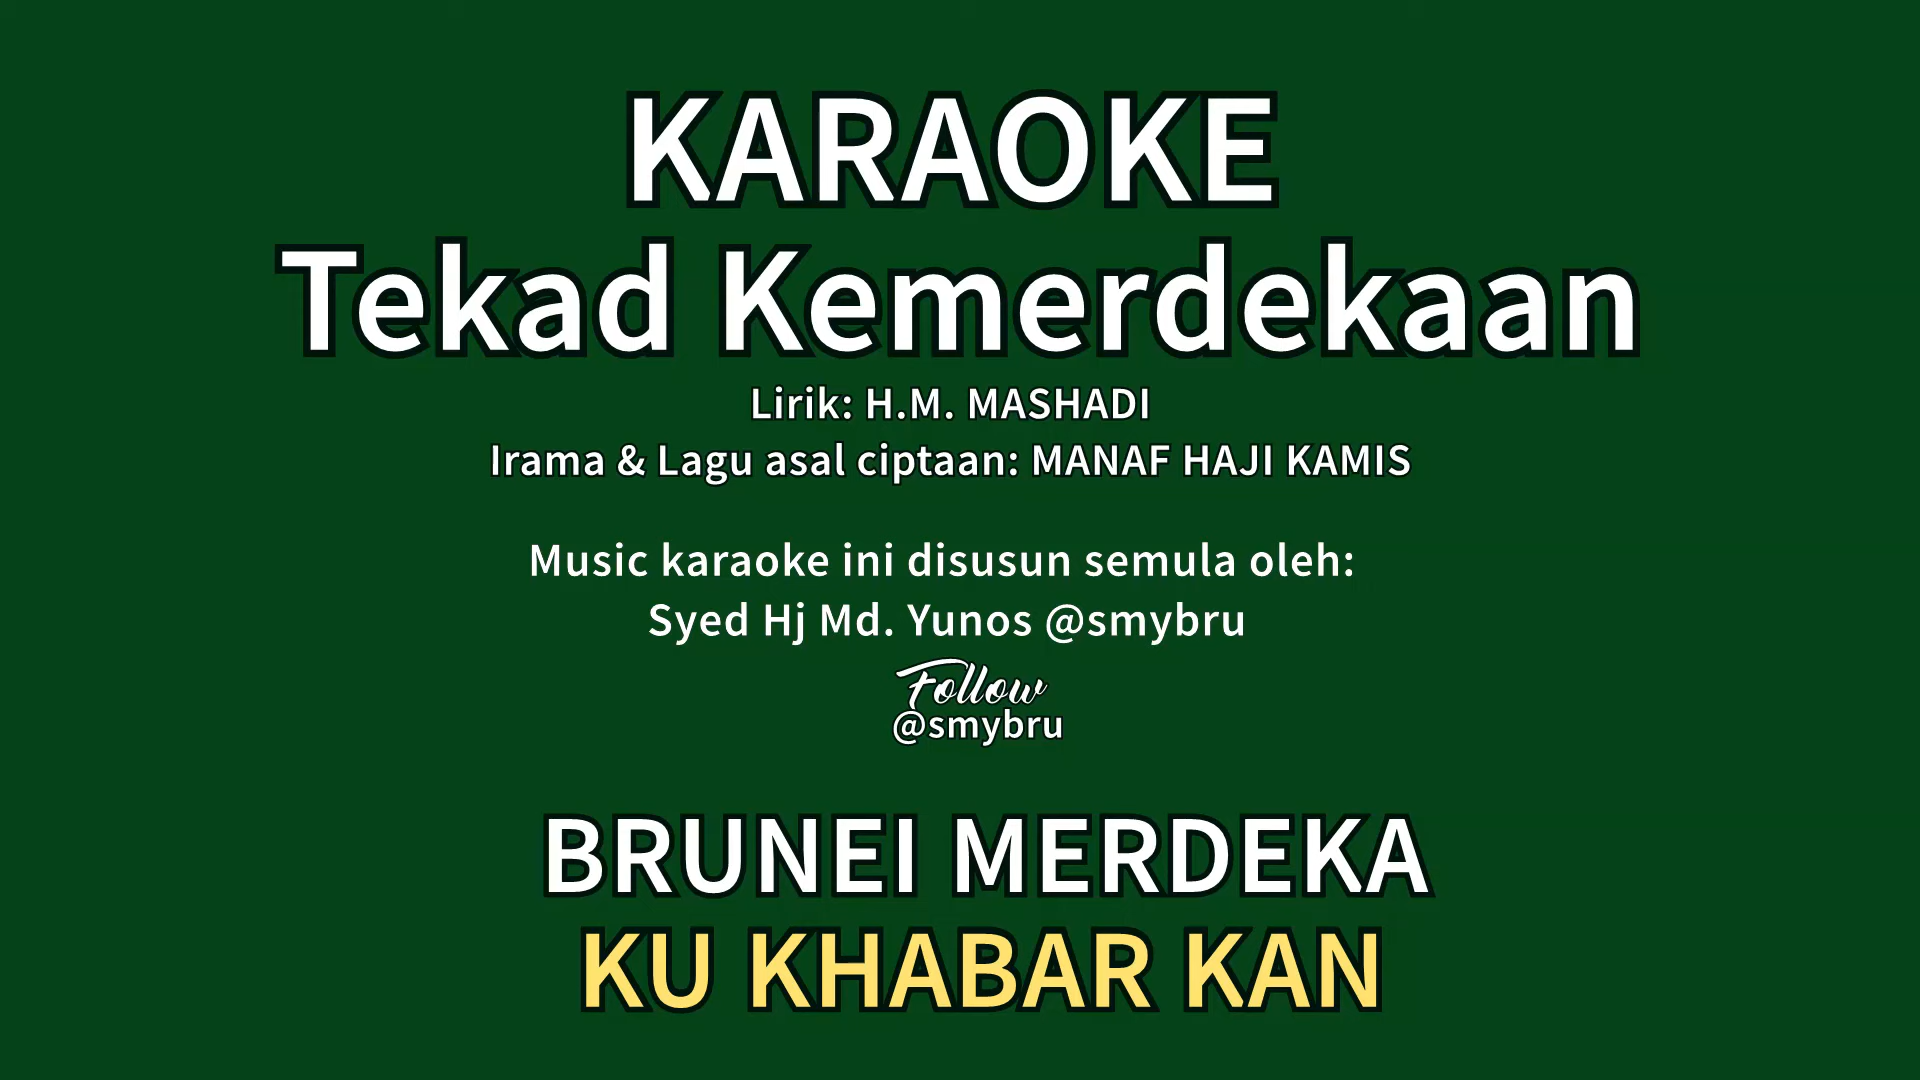 KARAOKE
Tekad Kemerdekaan
Lirik: H.M. MASHADI
Irama & Lagu asal ciptaan: MANAF HAJI KAMIS
Music karaoke ini disusun semula oleh:
Syed Hj Md. Yunos @smybru
Follow
@smybru
BRUNEI MERDEKA
KU KHABAR KAN